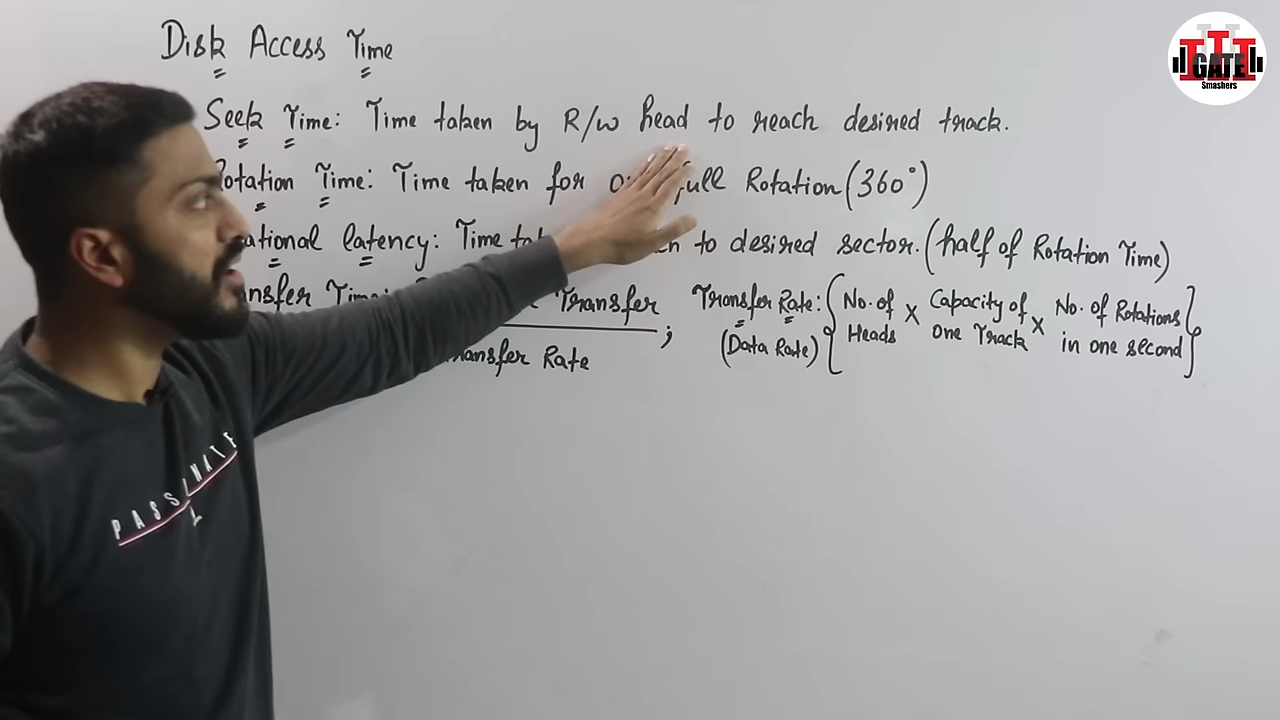 Disk Access Time
Seek Time: Time taken by R/W head to reach desired track.
Rotation Time: Time taken for full Rotation (360°)
latency: Time to desired sector. (half of Rotation Time)
Transfer Rate: {No. of Heads X Capacity of One Track X No. of Rotations in one second}
(Data Rate)
Transfer
Transfer Rate ;
PASSINATE
GATE
Smashers